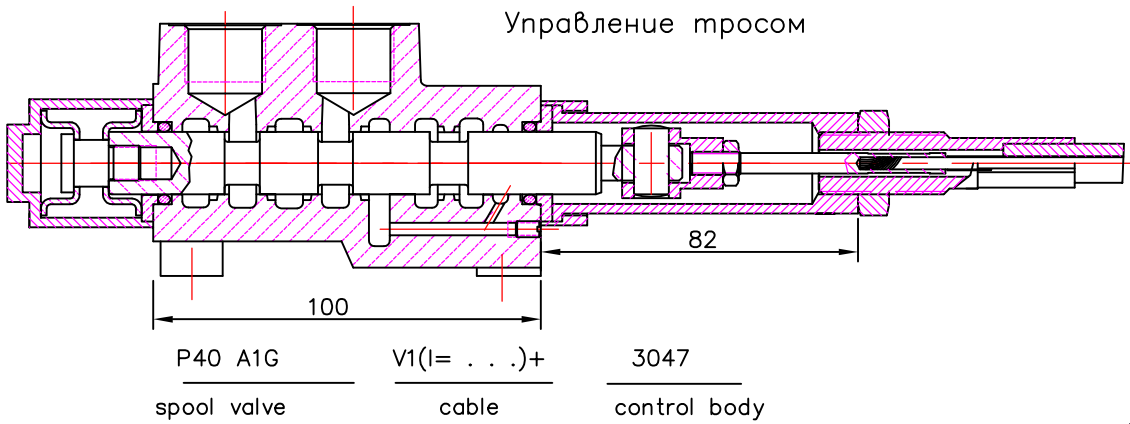 Управление тросом
82
100
P40 A1G V1(l= . . .)+ 3047
spool valve cable control body